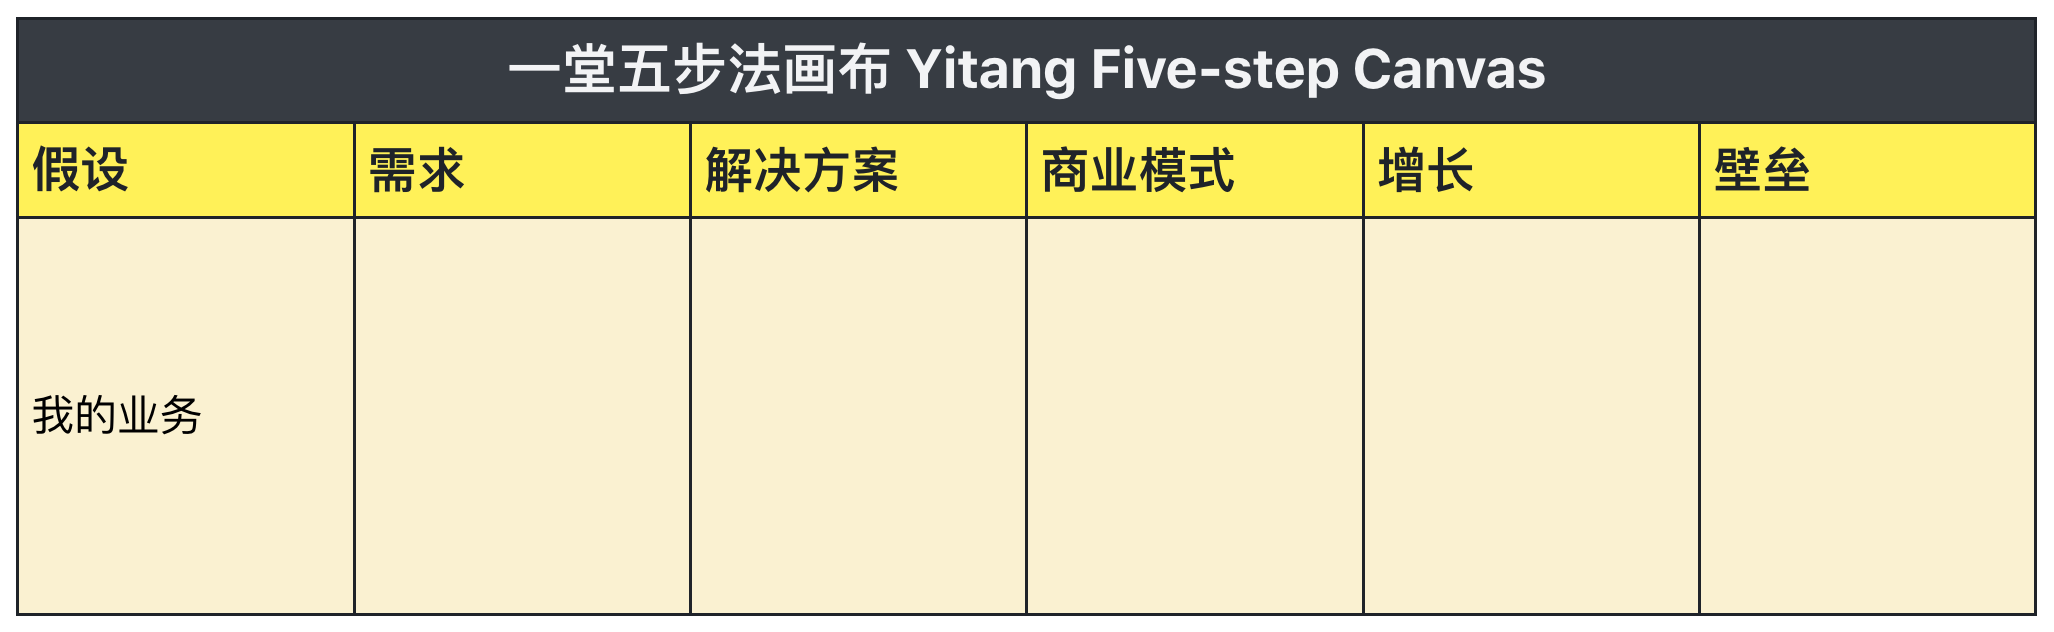 一堂五步法画布 Yitang Five-step Canvas
假设 需求 解决方案 商业模式 增长 壁垒
我的业务